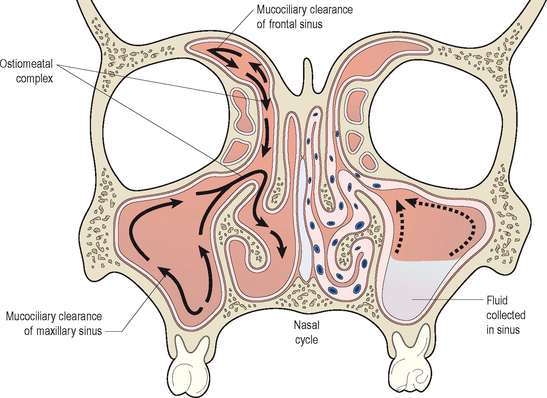 Mucociliary clearance
of frontal sinus
Ostiomeatal
complex
Mucociliary clearance
of maxillary sinus
Nasal
cycle
Fluid
collected
in sinus